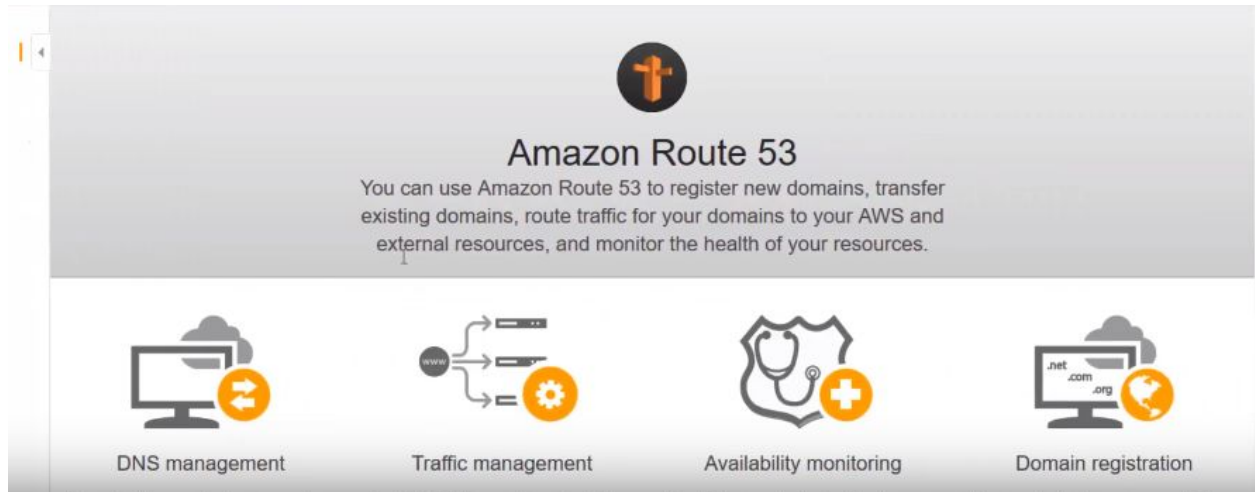 Amazon Route 53
You can use Amazon Route 53 to register new domains, transfer
existing domains, route traffic for your domains to your AWS and
external resources, and monitor the health of your resources.
www
.net
.com
.org
DNS management
Traffic management
Availability monitoring
Domain registration